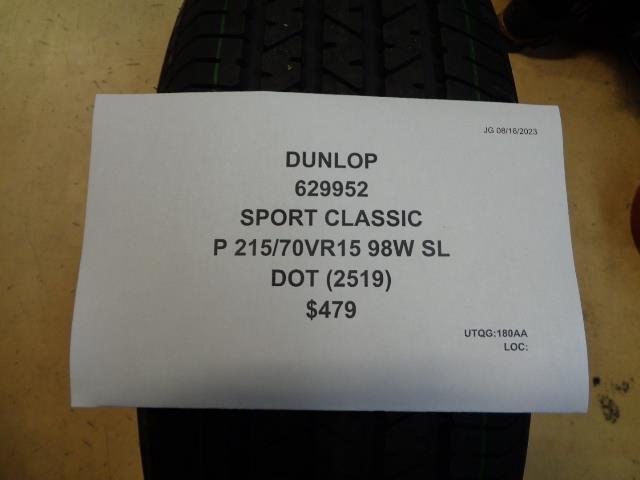 JG 08/16/2023
DUNLOP
629952
SPORT CLASSIC
P 215/70VR15 98W SL
DOT (2519)
$479
UTQG:180AA
LOC: